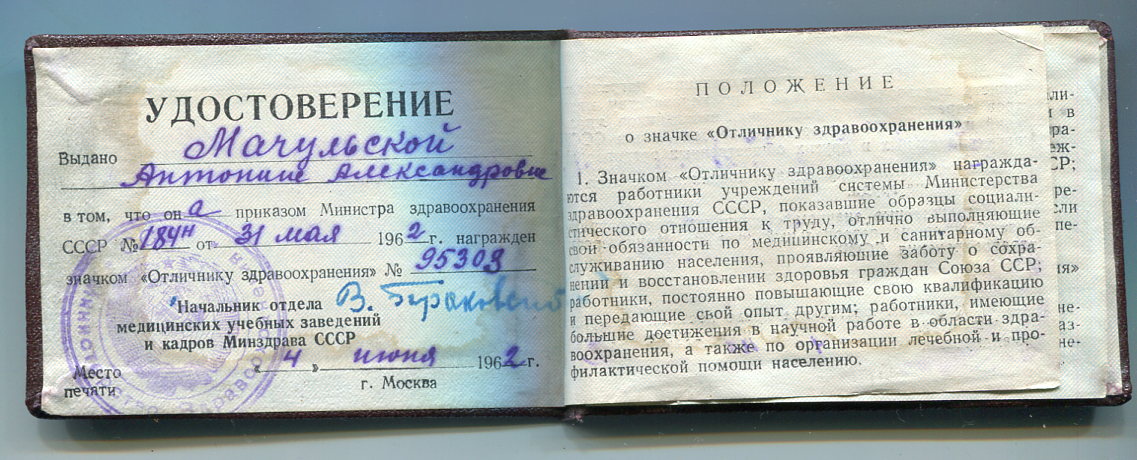 УДОСТОВЕРЕНИЕ
Выдано Мачульской
Антонине Александровне
в том, что она приказом Министра здравоохранения
СССР № 184н от 31 мая 1962 г. награжден
значком «Отличнику здравоохранения» № 95303
Начальник отдела
медицинских учебных заведений
и кадров Минздрава СССР
Место
печати
«4» июня 1962 г.
г. Москва
ПОЛОЖЕНИЕ
о значке «Отличнику здравоохранения»
1. Значком «Отличнику здравоохранения» награжда-
ются работники учреждений системы Министерства
здравоохранения СССР, показавшие образцы социали-
стического отношения к труду, отлично выполняющие
свои обязанности по медицинскому и санитарному об-
служиванию населения, проявляющие заботу о сохра-
нении и восстановлении здоровья граждан Союза ССР;
работники, постоянно повышающие свою квалификацию
и передающие свой опыт другим; работники, имеющие
большие достижения в научной работе в области здра-
воохранения, а также по организации лечебной и про-
филактической помощи населению.